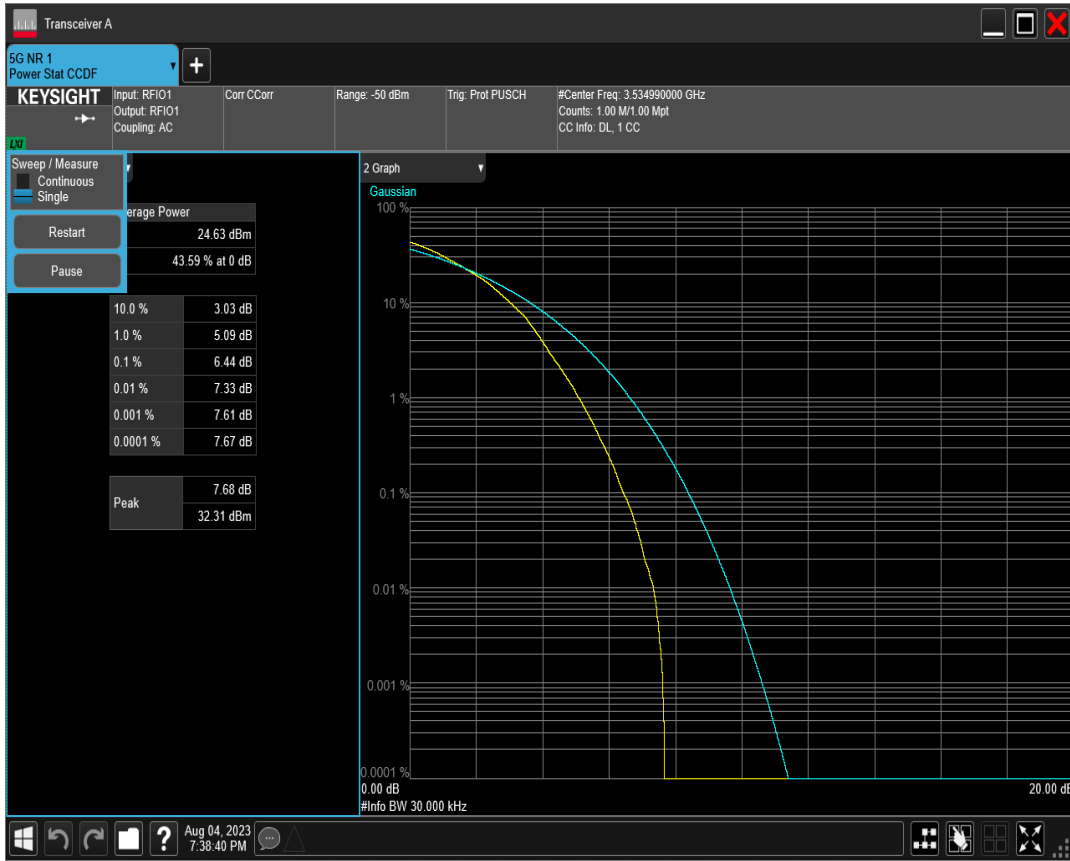 Transceiver A
5G NR 1
Power Stat CCDF
+
KEYSIGHT
LXI
Input: RFIO1
Output: RFIO1
Coupling: AC
Corr CCorr
Range: -50 dBm
Trig: Prot PUSCH
#Center Freq: 3.534990000 GHz
Counts: 1.00 M/1.00 Mpt
CC Info: DL, 1 CC
Sweep / Measure
Continuous
Single
Restart
Pause
erage Power
24.63 dBm
43.59 % at 0 dB
10.0 % 3.03 dB
1.0 % 5.09 dB
0.1 % 6.44 dB
0.01 % 7.33 dB
0.001 % 7.61 dB
0.0001 % 7.67 dB
Peak
7.68 dB
32.31 dBm
2 Graph
Gaussian
100 %
10 %
1 %
0.1 %
0.01 %
0.001 %
0.0001 %
0.00 dB
20.00 dB
#Info BW 30.000 kHz
?
Aug 04, 2023
7:38:40 PM